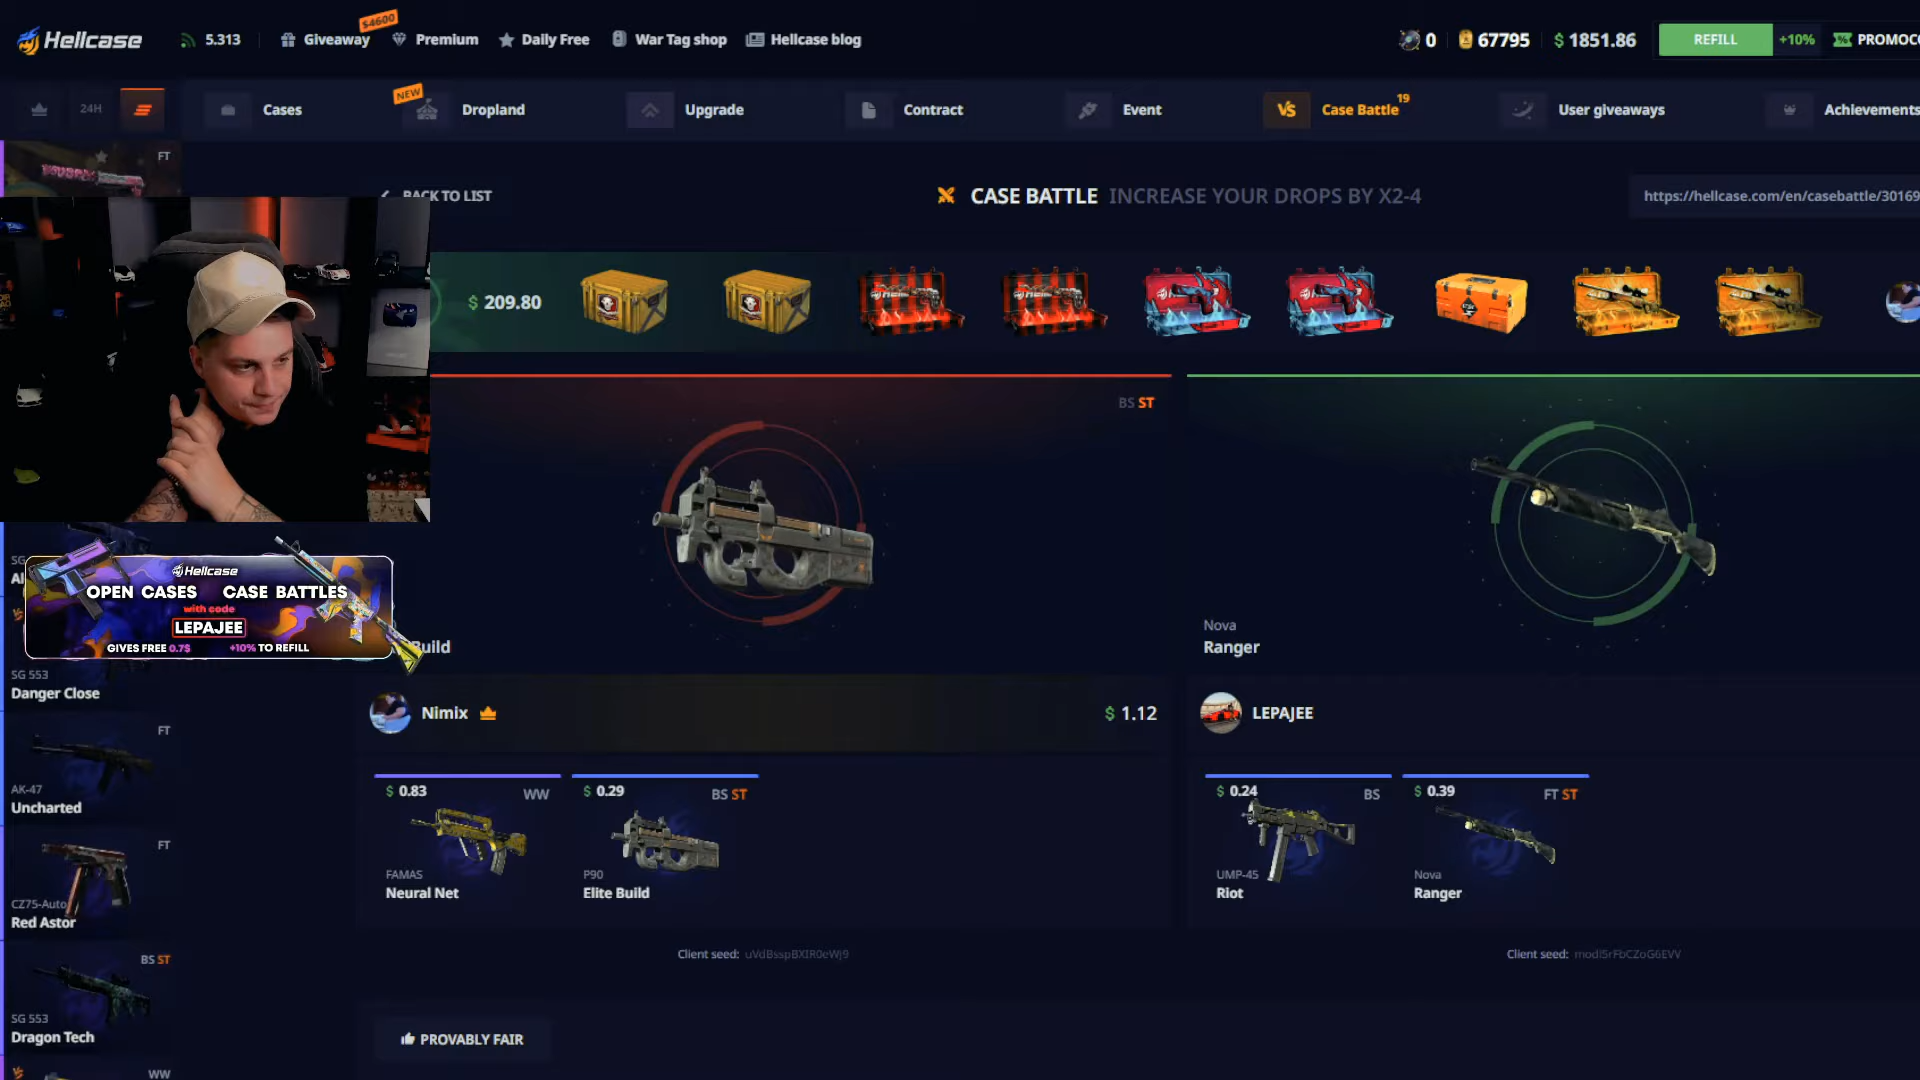 Hellcase
5.313
Giveaway
$4600
Premium
Daily Free
War Tag shop
Hellcase blog
0
67795
$ 1851.86
REFILL
+10%
PROMOCO
24H
Cases
NEW
Dropland
Upgrade
Contract
Event
VS
Case Battle
19
User giveaways
Achievements
FT
BACK TO LIST
CASE BATTLE INCREASE YOUR DROPS BY X2-4
https://hellcase.com/en/casebattle/30169
$ 209.80
BS ST
Hellcase
OPEN CASES CASE BATTLES
with code
LEPAJEE
GIVES FREE 0.7$ +10% TO REFILL
Build
Nova
Ranger
SG 553
Danger Close
Nimix
$ 1.12
LEPAJEE
FT
AK-47
Uncharted
$ 0.83
WW
FAMAS
Neural Net
$ 0.29
BS ST
P90
Elite Build
$ 0.24
BS
UMP-45
Riot
$ 0.39
FT ST
Nova
Ranger
FT
CZ75-Auto
Red Astor
Client seed:
Client seed:
BS ST
SG 553
Dragon Tech
PROVABLY FAIR
WW